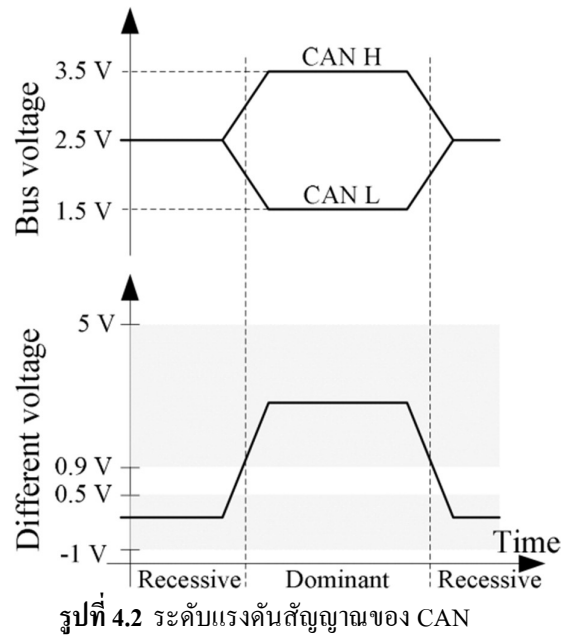 CAN H
3.5 V
2.5 V
1.5 V
CAN L
Bus voltage
5 V
0.9 V
0.5 V
-1 V
Different voltage
Time
Recessive Dominant Recessive
รูปที่ 4.2 ระดับแรงดันสัญญาณของ CAN